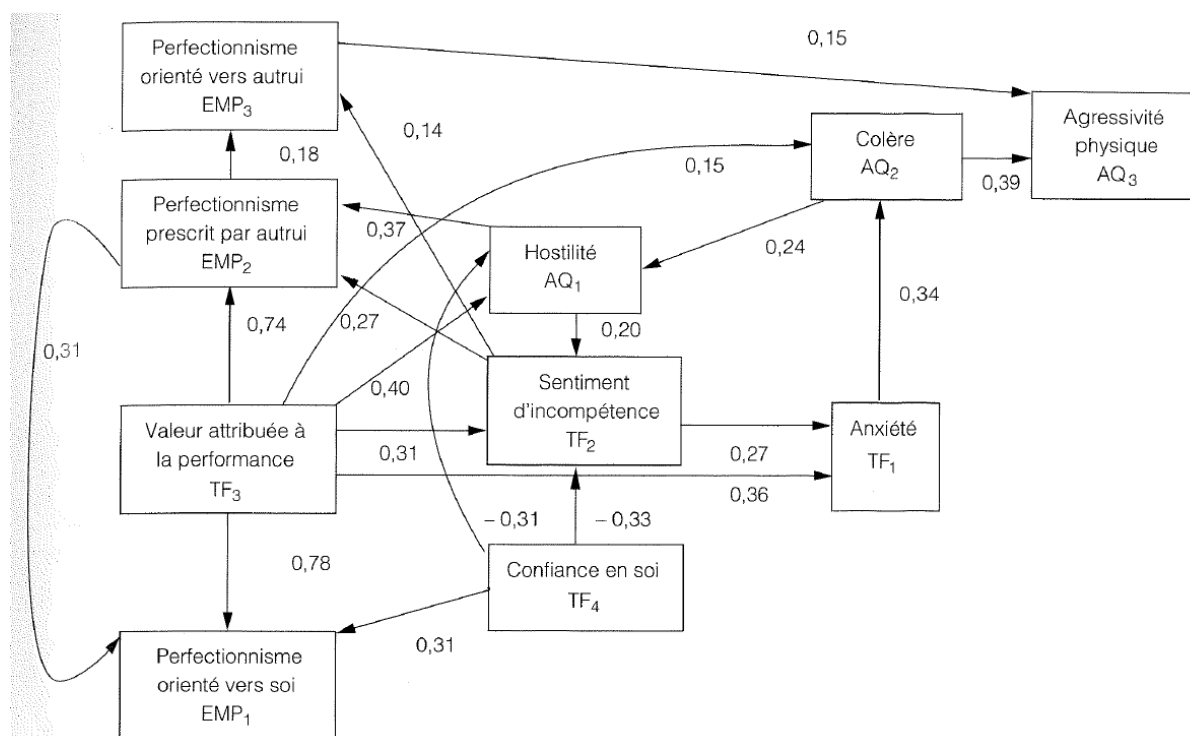 Perfectionnisme
orienté vers autrui
EMP3
0,15
Agressivité
physique
AQ3
0,14
Colère
AQ2
0,18
0,15
0,39
Perfectionnisme
prescrit par autrui
EMP2
0,37
Hostilité
AQ1
0,24
0,34
0,31
0,74
0,27
0,20
0,40
Sentiment
d'incompétence
TF2
Valeur attribuée à
la performance
TF3
0,31
0,27
Anxiété
TF1
0,36
– 0,31
– 0,33
0,78
Confiance en soi
TF4
0,31
Perfectionnisme
orienté vers soi
EMP1